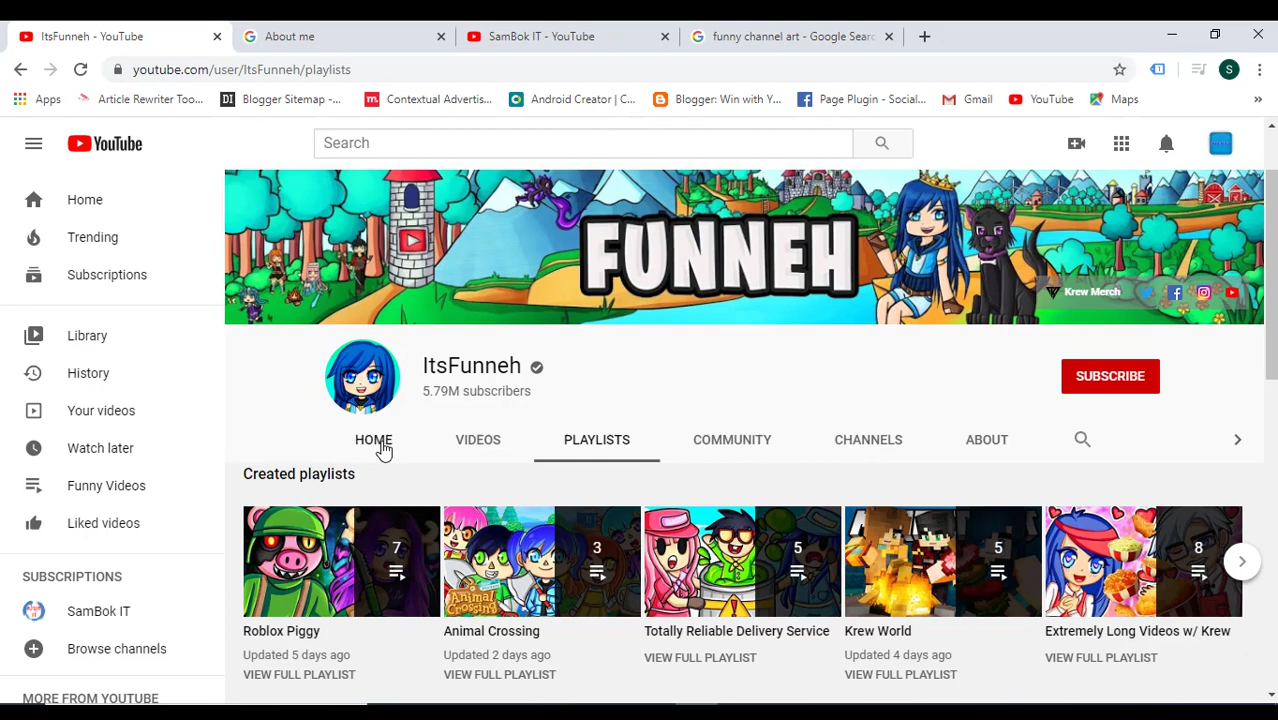 ItsFunneh - YouTube
About me
SamBok IT - YouTube
funny channel art - Google Searc
youtube.com/user/ItsFunneh/playlists
S
Apps
Article Rewriter Too...
Blogger Sitemap -...
Contextual Advertis...
Android Creator | C...
Blogger: Win with Y...
Page Plugin - Social...
Gmail
YouTube
Maps
YouTube
Search
Home
Trending
Subscriptions
Library
History
Your videos
Watch later
Funny Videos
Liked videos
SUBSCRIPTIONS
SamBok IT
Browse channels
MORE FROM YOUTUBE
FUNNEH
Krew Merch
ItsFunneh
5.79M subscribers
SUBSCRIBE
HOME
VIDEOS
PLAYLISTS
COMMUNITY
CHANNELS
ABOUT
Created playlists
7
3
5
5
8
Animal
Crossing
Roblox Piggy
Animal Crossing
Totally Reliable Delivery Service
Krew World
Extremely Long Videos w/ Krew
Updated 5 days ago
Updated 2 days ago
VIEW FULL PLAYLIST
Updated 4 days ago
VIEW FULL PLAYLIST
VIEW FULL PLAYLIST
VIEW FULL PLAYLIST
VIEW FULL PLAYLIST